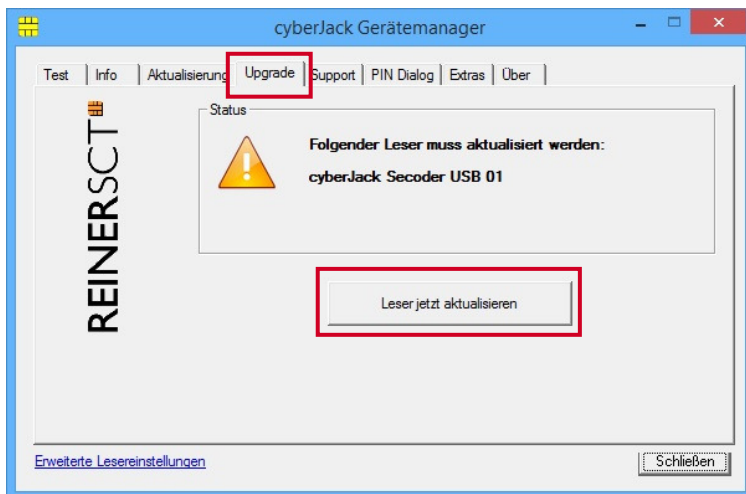 cyberJack Gerätemanager
Test Info Aktualisierung Upgrade Support PIN Dialog Extras Über
REINERSCT
Status
Folgender Leser muss aktualisiert werden:
cyberJack Secoder USB 01
Leser jetzt aktualisieren
Erweiterte Lesereinstellungen
Schließen